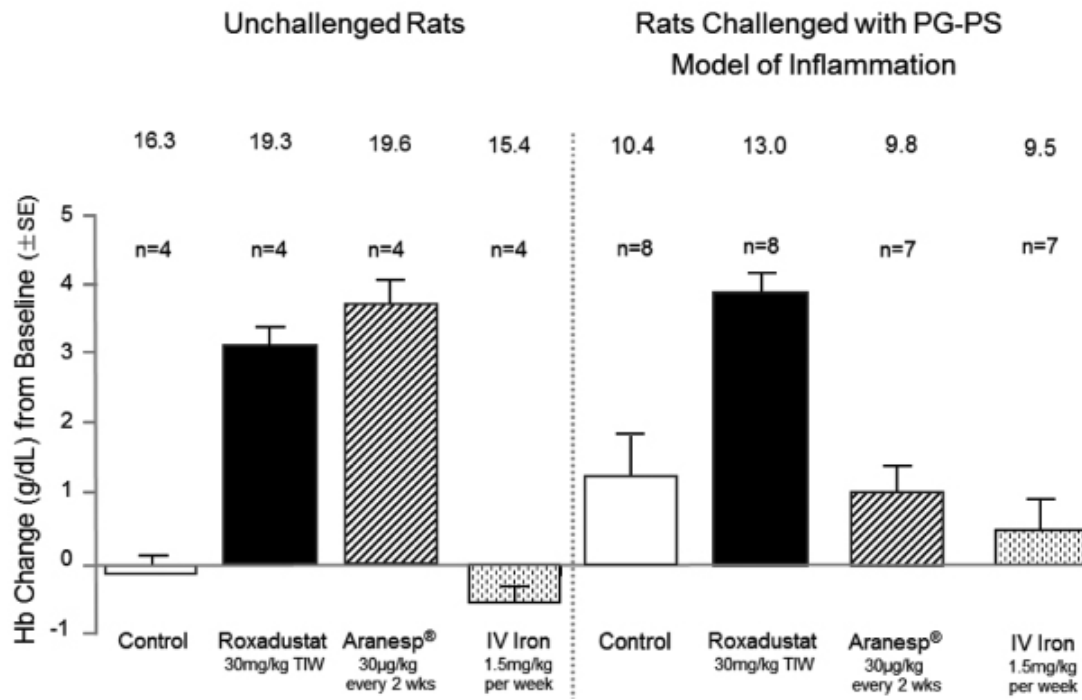 Unchallenged Rats
Rats Challenged with PG-PS
Model of Inflammation
16.3 19.3 19.6 15.4 10.4 13.0 9.8 9.5
Hb Change (g/dL) from Baseline (±SE)
5
n=4 n=4 n=4 n=4 n=8 n=8 n=7 n=7
4
3
2
1
0
-1
Control Roxadustat Aranesp® IV Iron Control Roxadustat Aranesp® IV Iron
30mg/kg TIW 30µg/kg 1.5mg/kg 30mg/kg TIW 30µg/kg 1.5mg/kg
every 2 wks per week every 2 wks per week